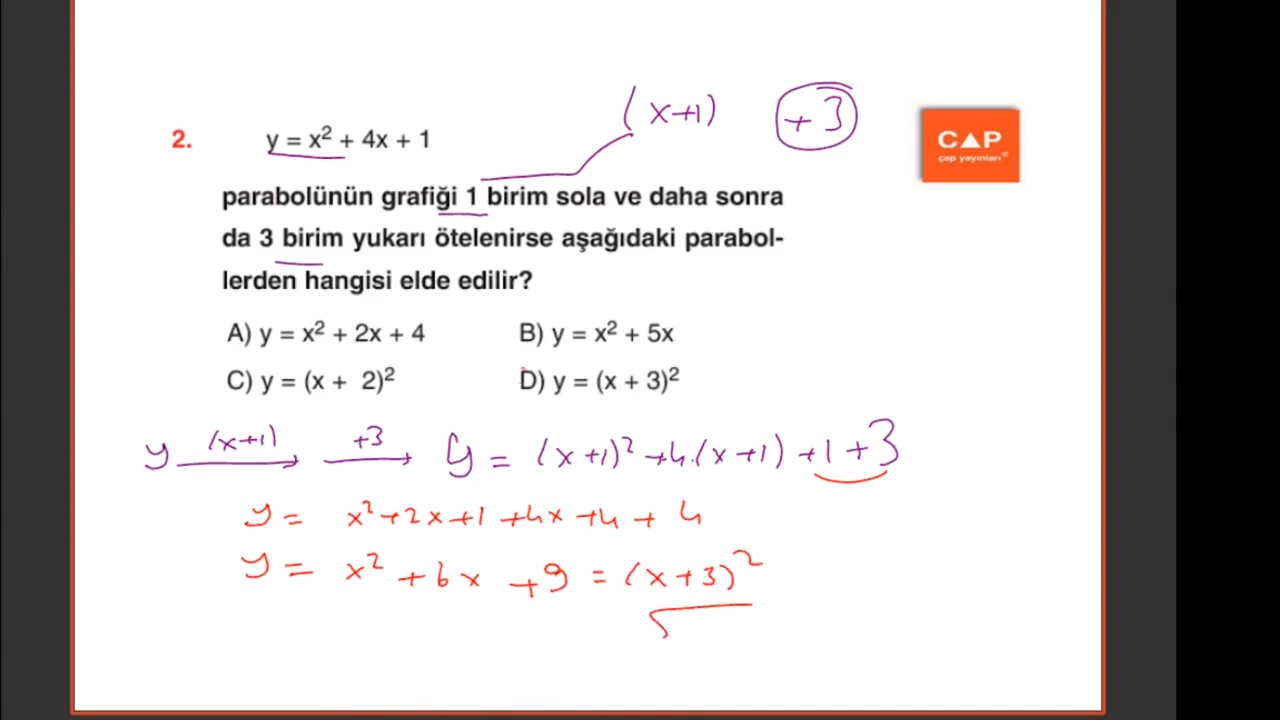 (x+1) +3
2. y = x² + 4x + 1
CAP
çap yayınları®
parabolünün grafiği 1 birim sola ve daha sonra
da 3 birim yukarı ötelenirse aşağıdaki parabol-
lerden hangisi elde edilir?
A) y = x² + 2x + 4 B) y = x² + 5x
C) y = (x + 2)² D) y = (x + 3)²
y (x+1) +3 y = (x+1)² +4.(x+1) +1+3
y = x²+2x+1 +4x +4 + 4
y = x² +6x +9 = (x+3)²